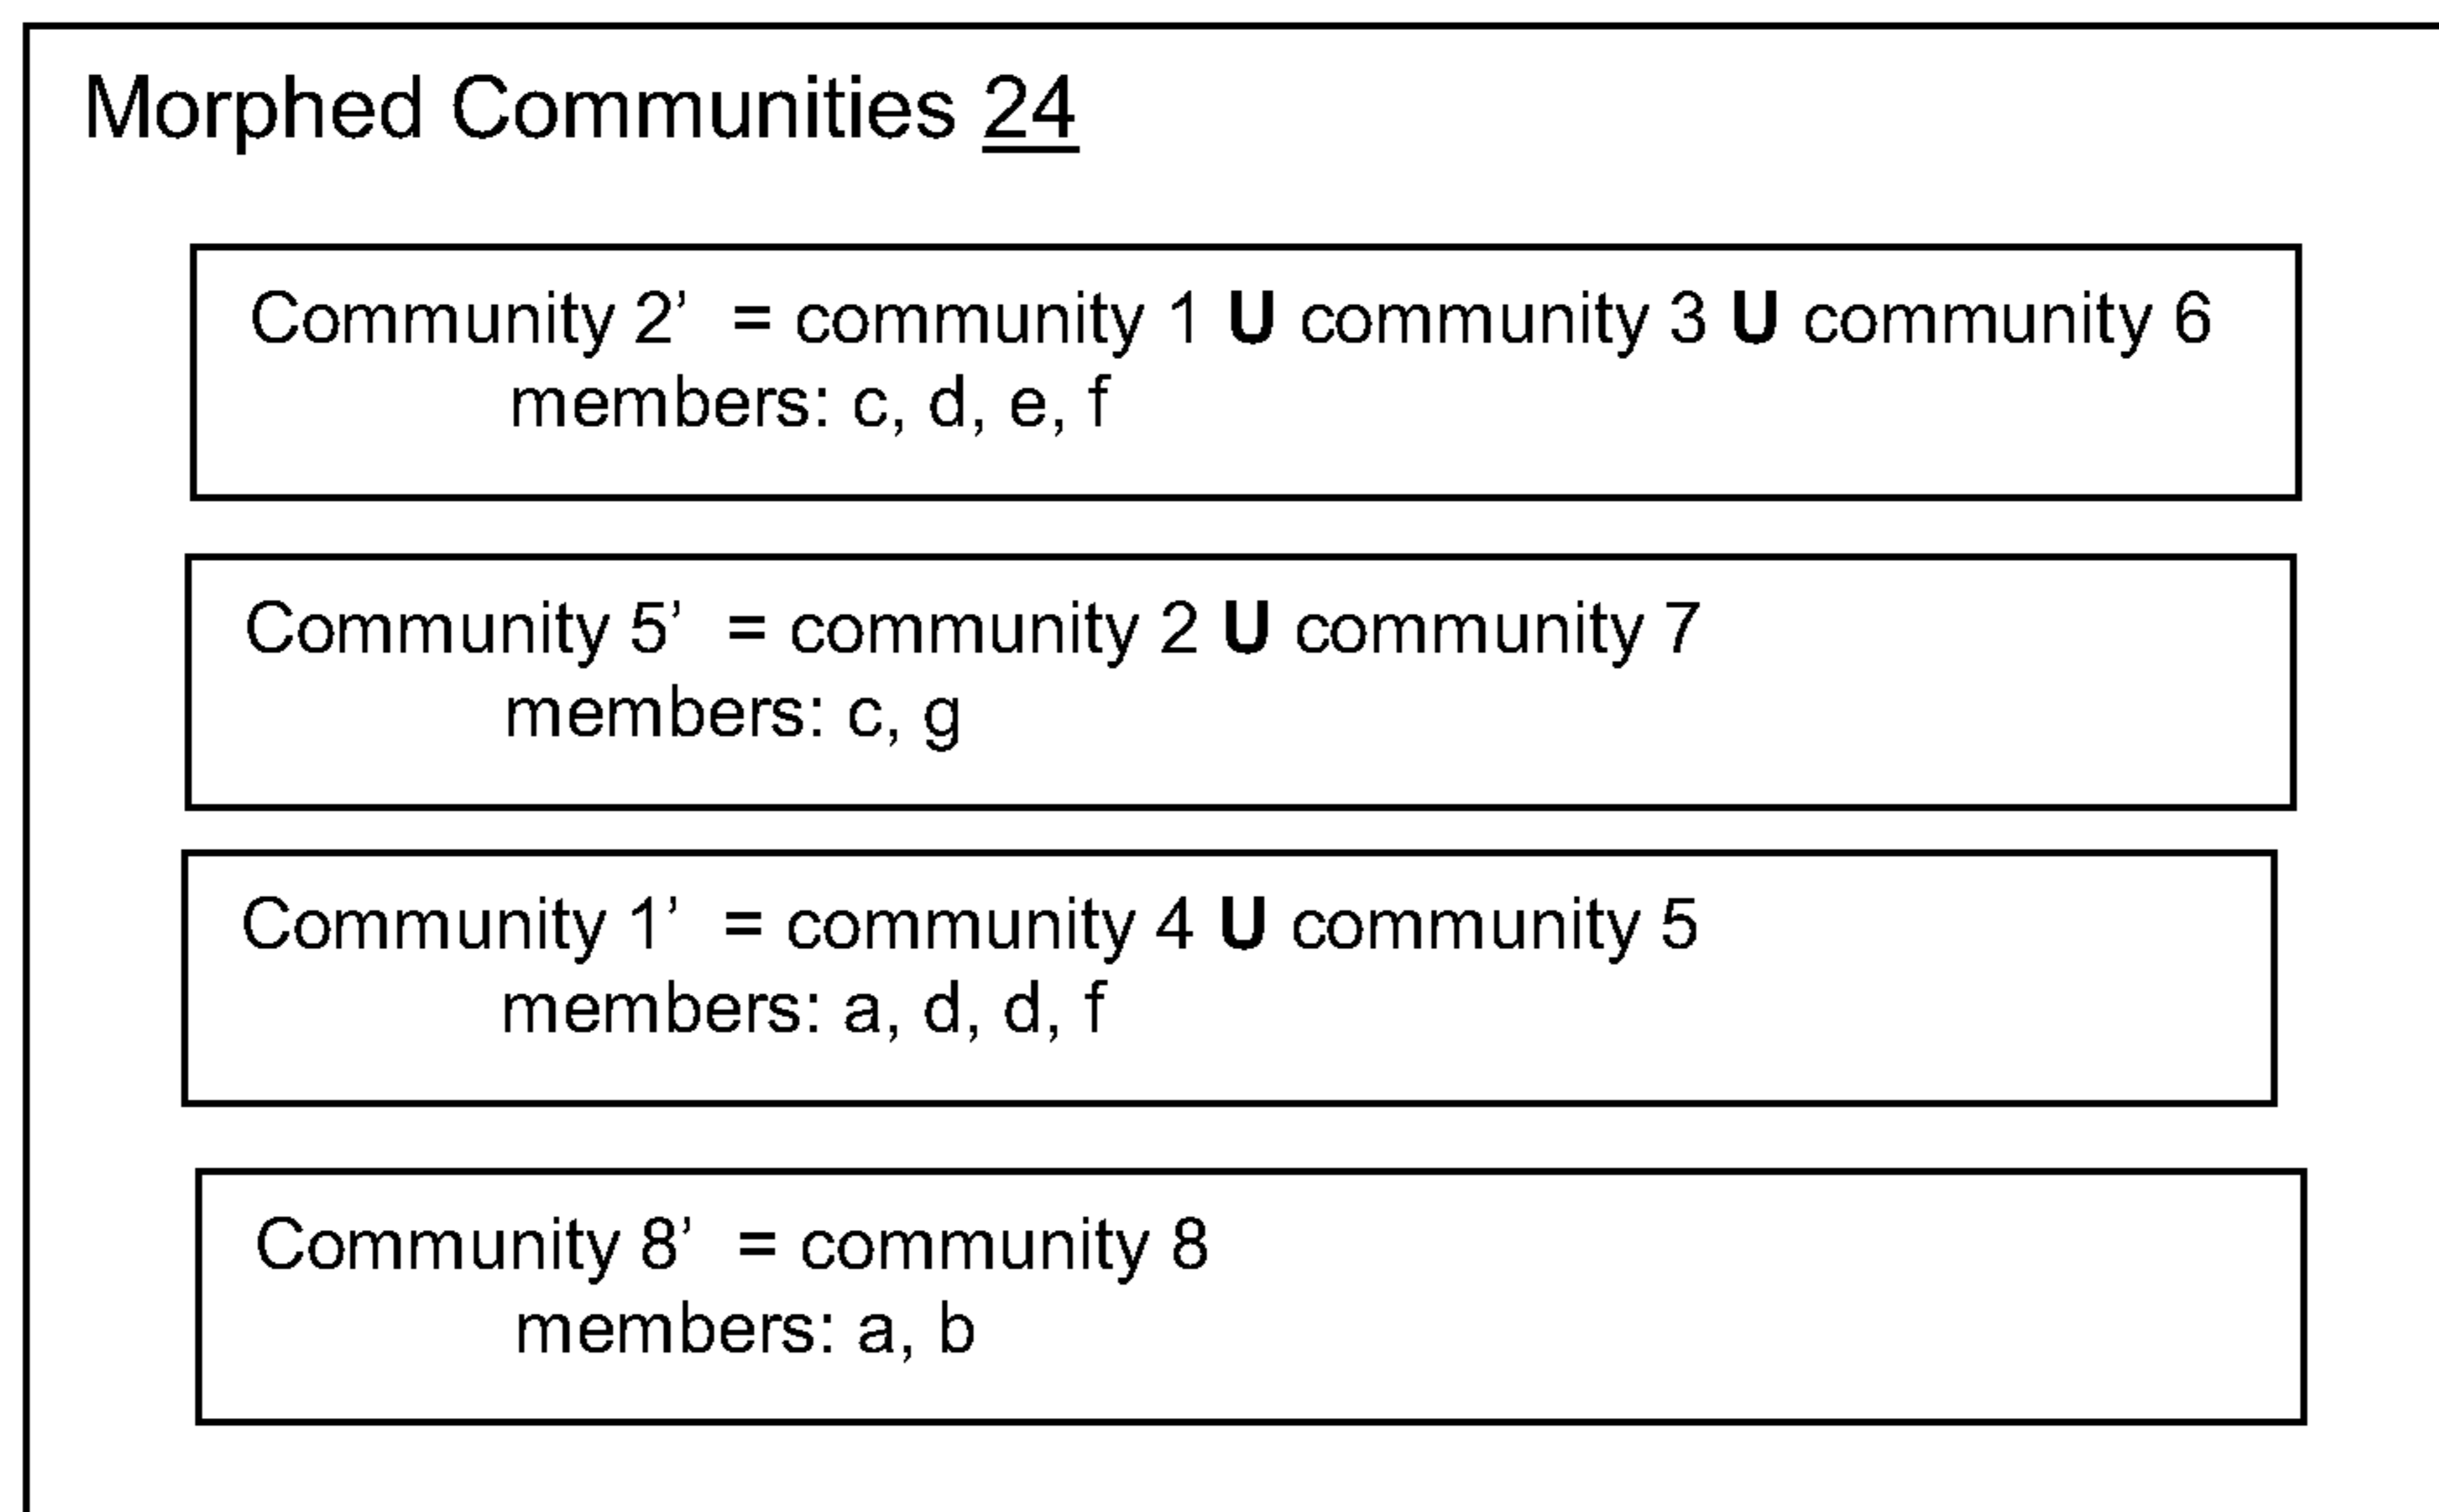 Morphed Communities 24
Community 2’ = community 1 U community 3 U community 6
members: c, d, e, f
Community 5’ = community 2 U community 7
members: c, g
Community 1’ = community 4 U community 5
members: a, d, d, f
Community 8’ = community 8
members: a, b